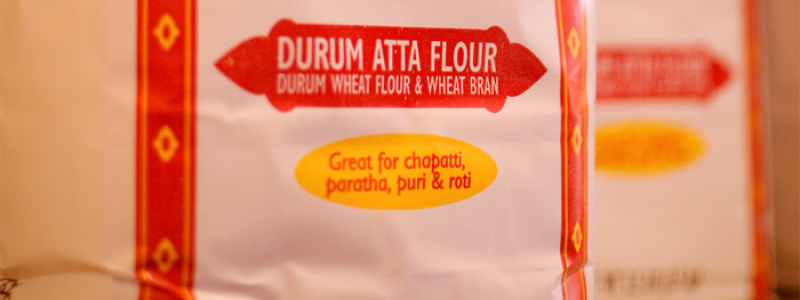 DURUM ATTA FLOUR
DURUM WHEAT FLOUR & WHEAT BRAN
Great for chapatti,
paratha, puri & roti